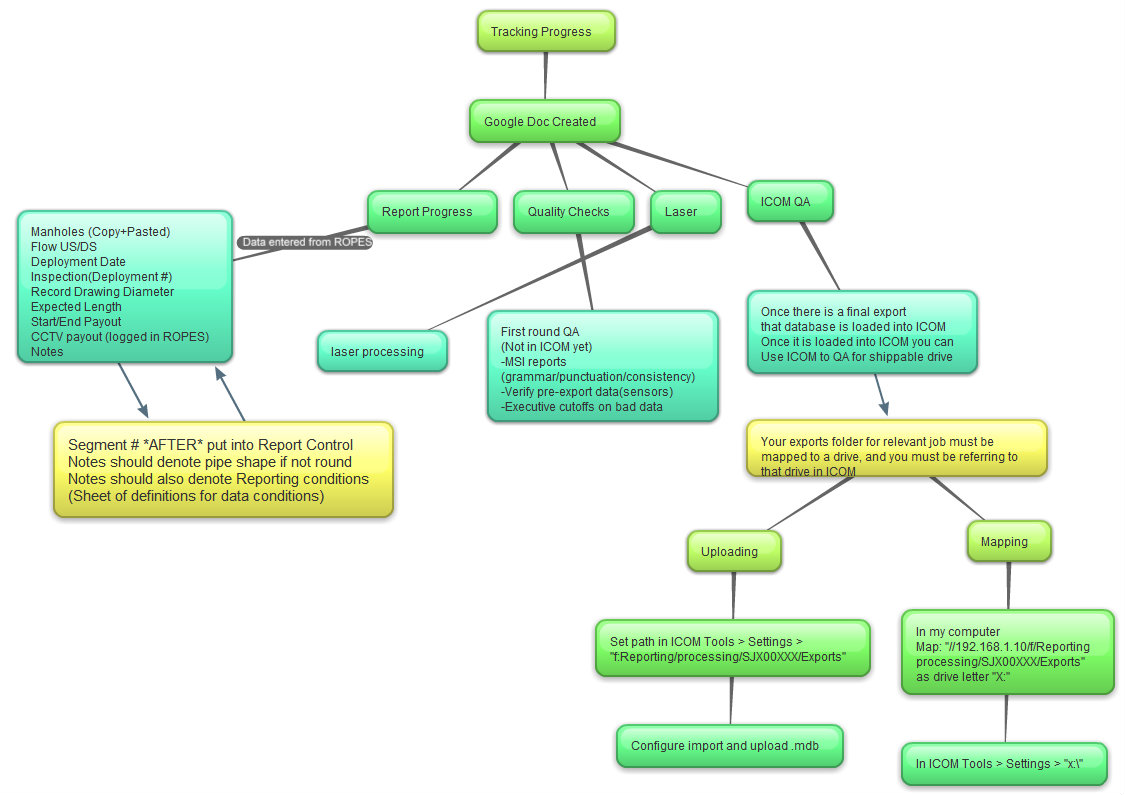 Tracking Progress
Google Doc Created
Report Progress
Quality Checks
Laser
ICOM QA
Data entered from ROPES
Manholes (Copy+Pasted)
Flow US/DS
Deployment Date
Inspection(Deployment #)
Record Drawing Diameter
Expected Length
Start/End Payout
CCTV payout (logged in ROPES)
Notes
laser processing
First round QA
(Not in ICOM yet)
-MSI reports
(grammar/punctuation/consistency)
-Verify pre-export data(sensors)
-Executive cutoffs on bad data
Once there is a final export
that database is loaded into ICOM
Once it is loaded into ICOM you can
Use ICOM to QA for shippable drive
Segment # *AFTER* put into Report Control
Notes should denote pipe shape if not round
Notes should also denote Reporting conditions
(Sheet of definitions for data conditions)
Your exports folder for relevant job must be
mapped to a drive, and you must be referring to
that drive in ICOM
Uploading
Mapping
Set path in ICOM Tools > Settings >
"f:Reporting/processing/SJX00XXX/Exports"
In my computer
Map: "//192.168.1.10/f/Reporting
processing/SJX00XXX/Exports"
as drive letter "X:"
Configure import and upload .mdb
In ICOM Tools > Settings > "x:\"